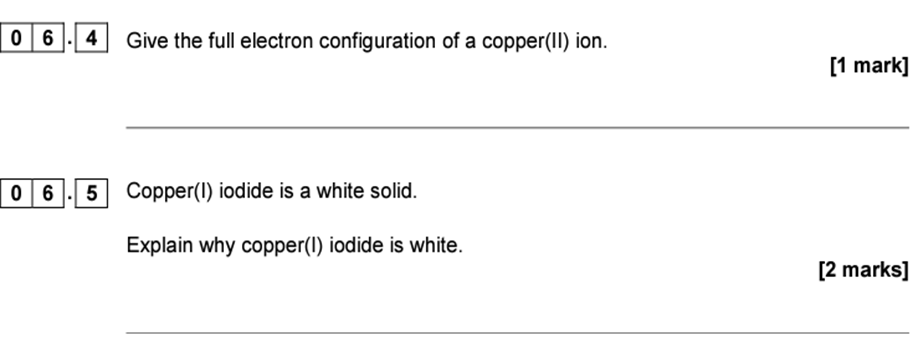 0 6 . 4 Give the full electron configuration of a copper(II) ion.
[1 mark]
0 6 . 5 Copper(I) iodide is a white solid.
Explain why copper(I) iodide is white.
[2 marks]